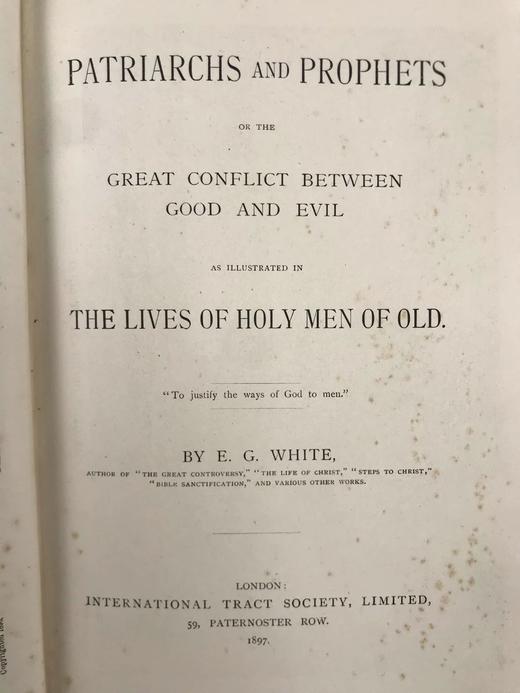 PATRIARCHS AND PROPHETS
OR THE
GREAT CONFLICT BETWEEN
GOOD AND EVIL
AS ILLUSTRATED IN
THE LIVES OF HOLY MEN OF OLD.
"To justify the ways of God to men."
BY E. G. WHITE,
AUTHOR OF "THE GREAT CONTROVERSY," "THE LIFE OF CHRIST," "STEPS TO CHRIST,"
"BIBLE SANCTIFICATION," AND VARIOUS OTHER WORKS.
LONDON:
INTERNATIONAL TRACT SOCIETY, LIMITED,
59, PATERNOSTER ROW.
1897.